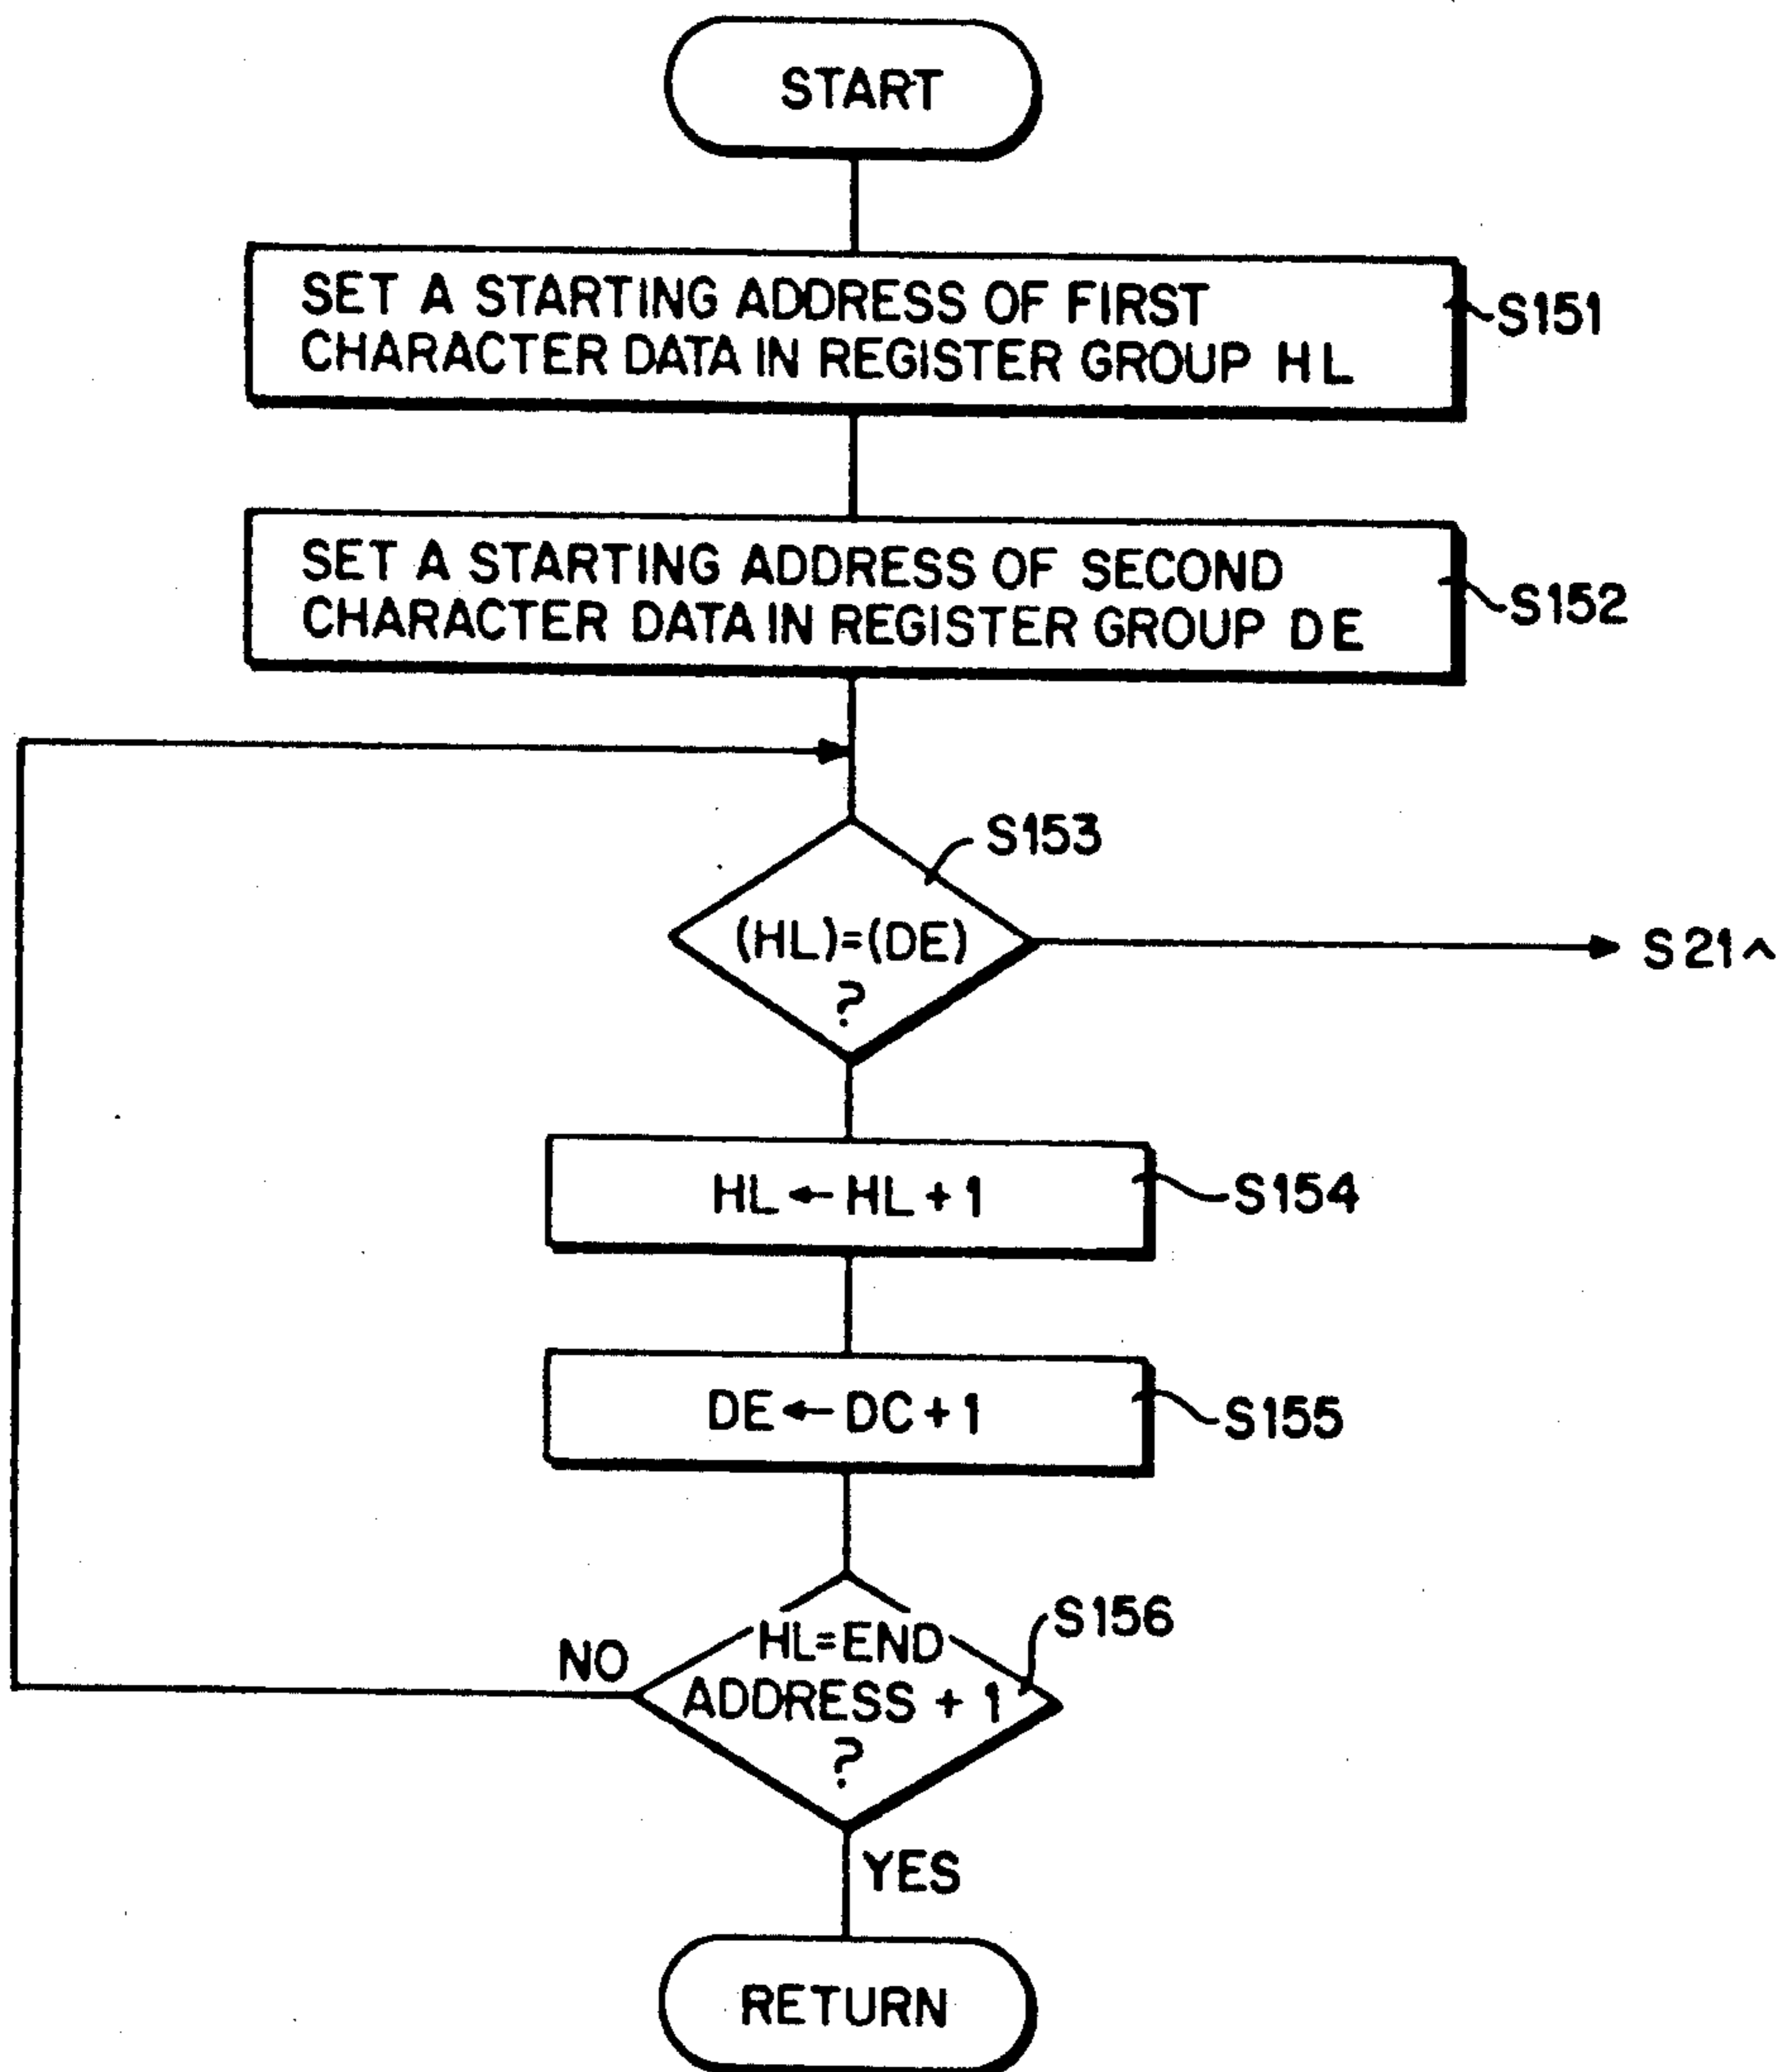 START
SET A STARTING ADDRESS OF FIRST
CHARACTER DATA IN REGISTER GROUP HL
S151
SET A STARTING ADDRESS OF SECOND
CHARACTER DATA IN REGISTER GROUP DE
S152
S153
(HL)=(DE)
?
S21^
HL←HL+1
S154
DE←DC+1
S155
HL=END
ADDRESS + 1
?
S156
NO
YES
RETURN